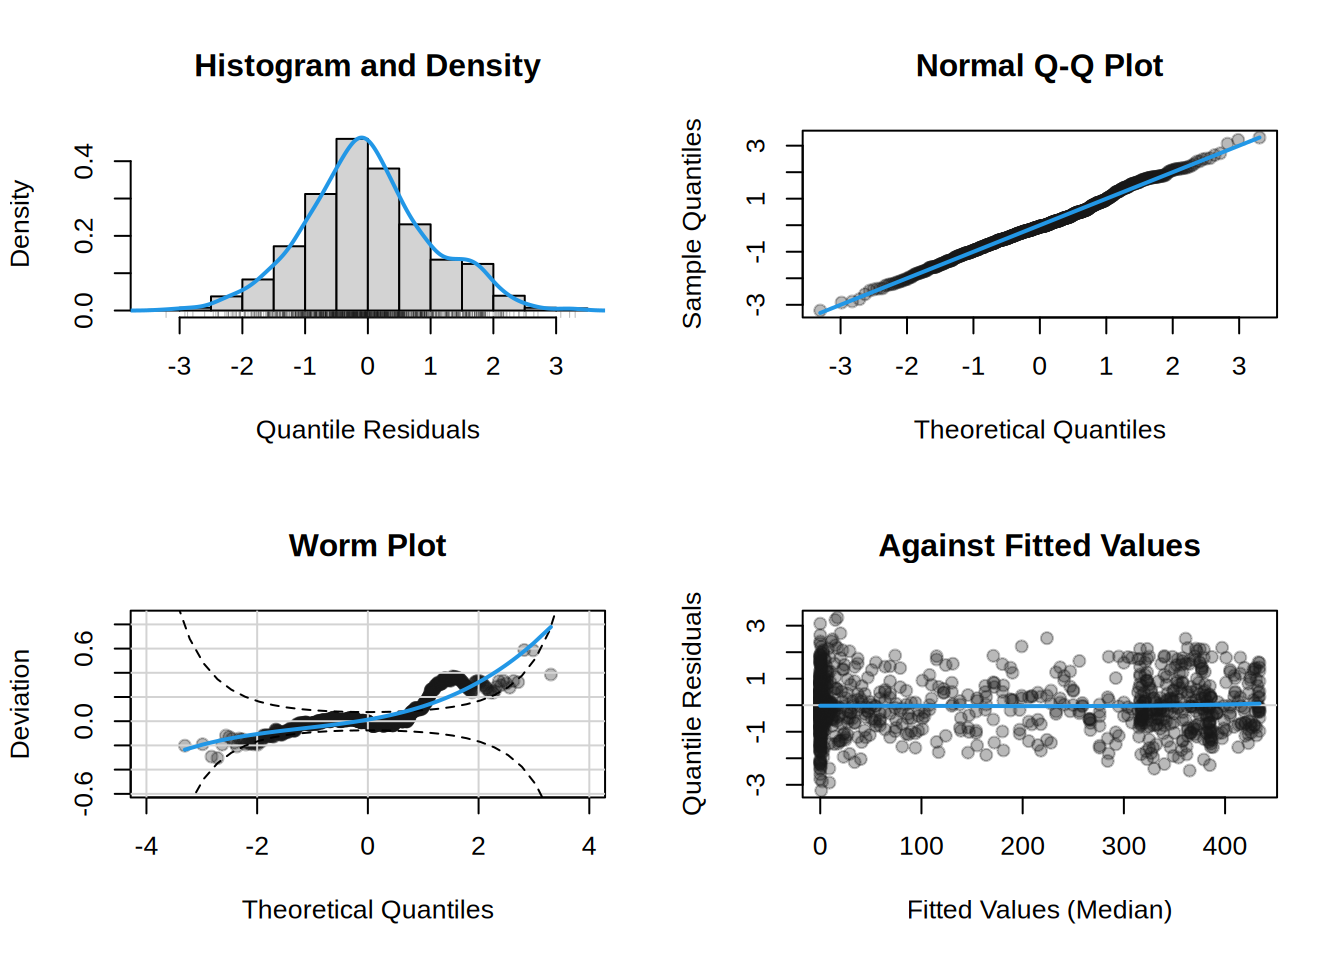 Histogram and Density
Density
0.0 0.2 0.4
-3 -2 -1 0 1 2 3
Quantile Residuals
Normal Q-Q Plot
Sample Quantiles
-3 -1 1 3
-3 -2 -1 0 1 2 3
Theoretical Quantiles
Worm Plot
Deviation
-0.6 0.0 0.6
-4 -2 0 2 4
Theoretical Quantiles
Against Fitted Values
Quantile Residuals
-3 -1 1 3
0 100 200 300 400
Fitted Values (Median)